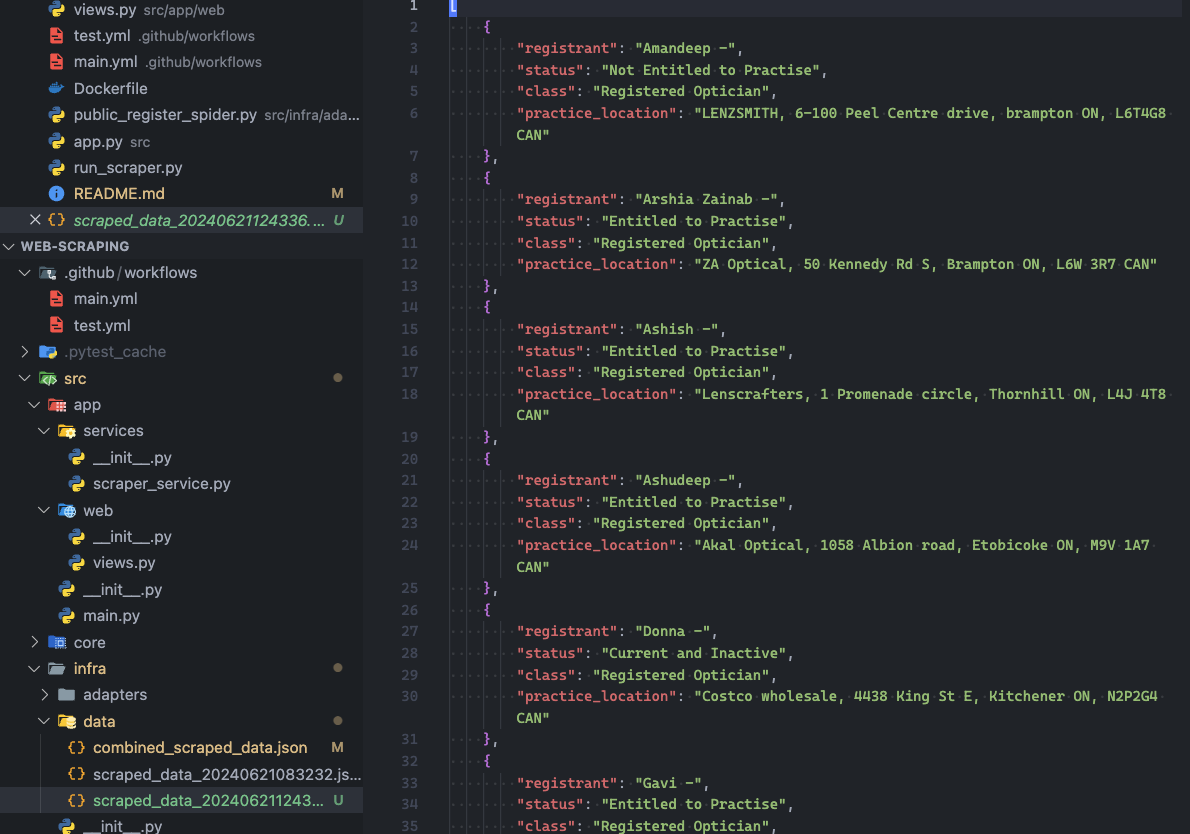 views.py src/app/web
test.yml .github/workflows
main.yml .github/workflows
Dockerfile
public_register_spider.py src/infra/ada...
app.py src
run_scraper.py
README.md M
scraped_data_20240621124336.... U
WEB-SCRAPING
.github/workflows
main.yml
test.yml
.pytest_cache
src
app
services
__init__.py
scraper_service.py
web
__init__.py
views.py
__init__.py
main.py
core
infra
adapters
data
combined_scraped_data.json M
scraped_data_20240621083232.js...
scraped_data_202406211243... U
__init__.py
1 [
2 {
3 "registrant": "Amandeep -",
4 "status": "Not Entitled to Practise",
5 "class": "Registered Optician",
6 "practice_location": "LENZSMITH, 6-100 Peel Centre drive, brampton ON, L6T4G8
CAN"
7 },
8 {
9 "registrant": "Arshia Zainab -",
10 "status": "Entitled to Practise",
11 "class": "Registered Optician",
12 "practice_location": "ZA Optical, 50 Kennedy Rd S, Brampton ON, L6W 3R7 CAN"
13 },
14 {
15 "registrant": "Ashish -",
16 "status": "Entitled to Practise",
17 "class": "Registered Optician",
18 "practice_location": "Lenscrafters, 1 Promenade circle, Thornhill ON, L4J 4T8
CAN"
19 },
20 {
21 "registrant": "Ashudeep -",
22 "status": "Entitled to Practise",
23 "class": "Registered Optician",
24 "practice_location": "Akal Optical, 1058 Albion road, Etobicoke ON, M9V 1A7
CAN"
25 },
26 {
27 "registrant": "Donna -",
28 "status": "Current and Inactive",
29 "class": "Registered Optician",
30 "practice_location": "Costco wholesale, 4438 King St E, Kitchener ON, N2P2G4
CAN"
31 },
32 {
33 "registrant": "Gavi -",
34 "status": "Entitled to Practise",
35 "class": "Registered Optician",